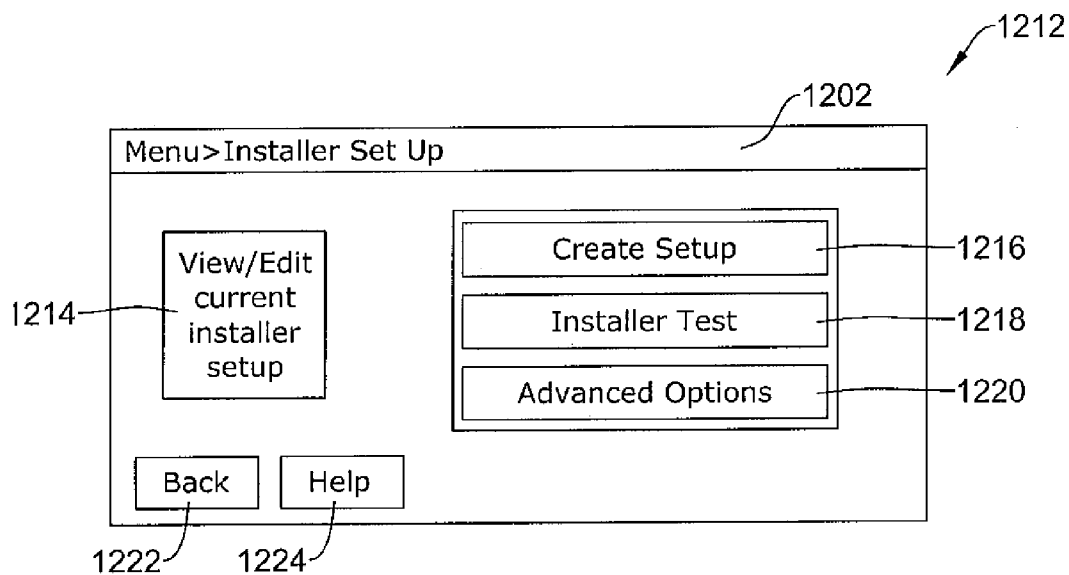 1212
1202
Menu>Installer Set Up
View/Edit
current
installer
setup
1214
Create Setup
1216
Installer Test
1218
Advanced Options
1220
Back
Help
1222
1224